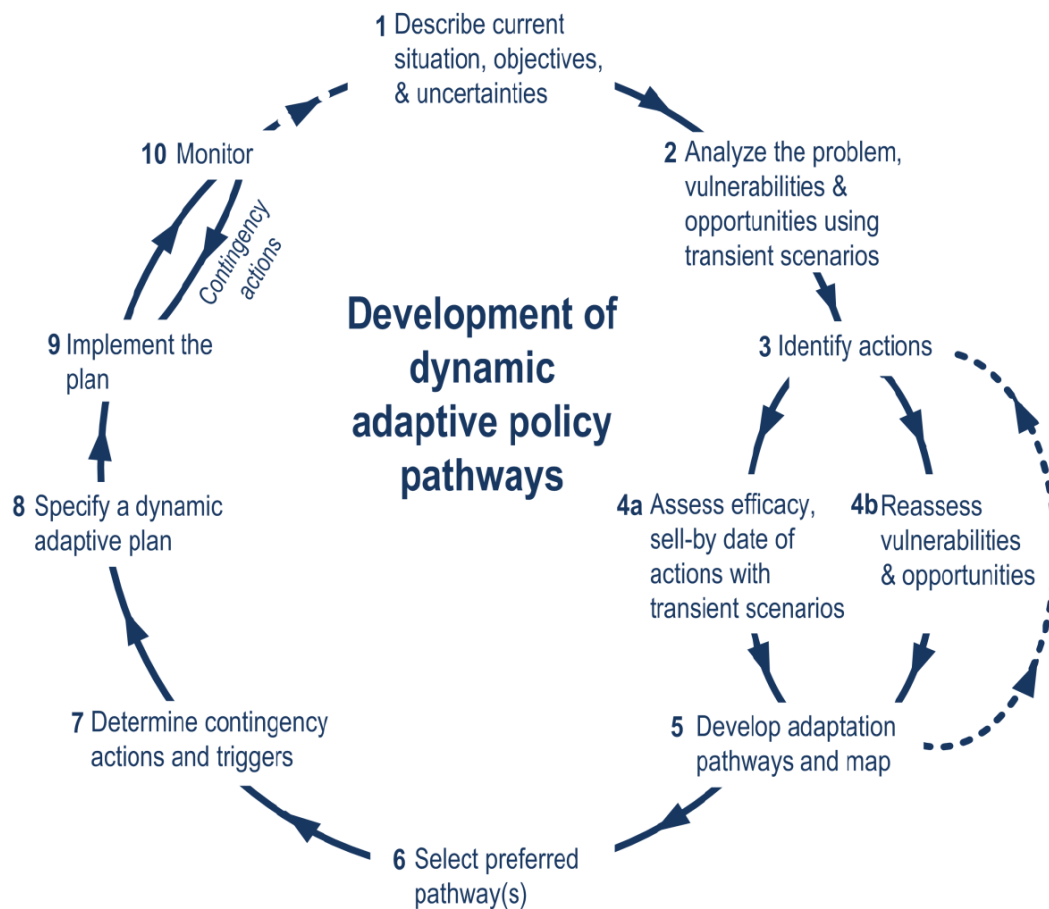 1 Describe current
situation, objectives,
& uncertainties
2 Analyze the problem,
vulnerabilities &
opportunities using
transient scenarios
3 Identify actions
4a Assess efficacy,
sell-by date of
actions with
transient scenarios
4b Reassess
vulnerabilities
& opportunities
5 Develop adaptation
pathways and map
6 Select preferred
pathway(s)
7 Determine contingency
actions and triggers
8 Specify a dynamic
adaptive plan
9 Implement the
plan
10 Monitor
Contingency
actions
Development of
dynamic
adaptive policy
pathways